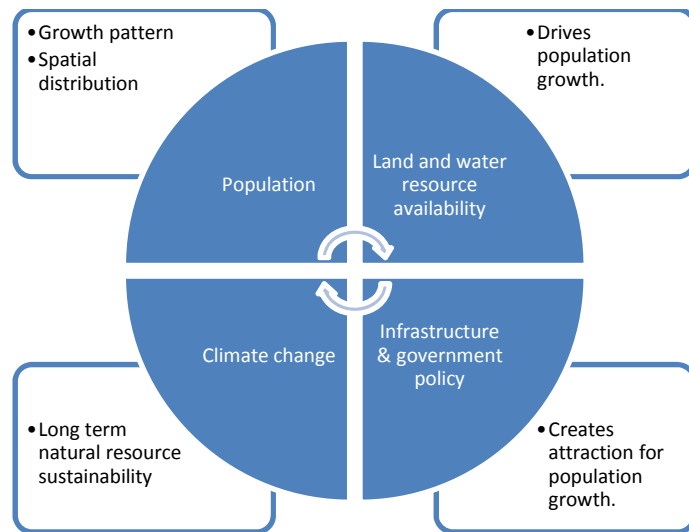 •Growth pattern
•Spatial
distribution
•Drives
population
growth.
Population
Land and water
resource
availability
Climate change
Infrastructure
& government
policy
•Long term
natural resource
sustainability
•Creates
attraction for
population
growth.